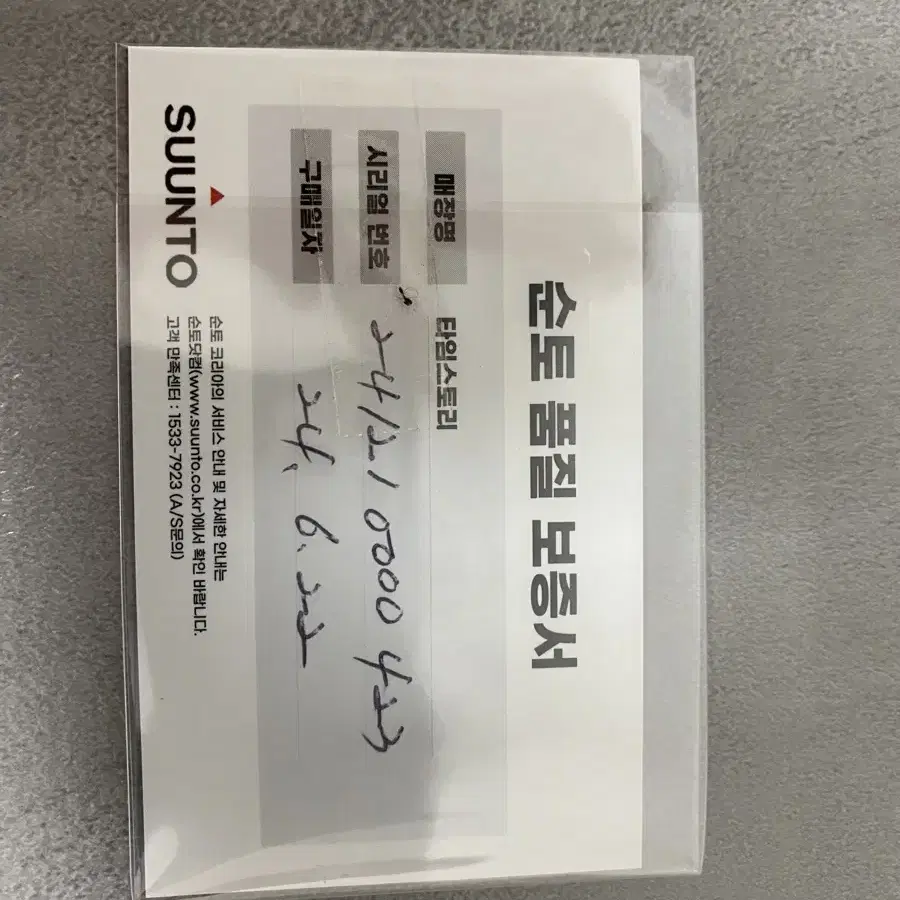 순토 품질 보증서
매장명 타임스토리
시리얼 번호 241210000423
구매일자 24. 6. 22
SUUNTO
순토 코리아의 서비스 안내 및 자세한 안내는
순토닷컴(www.suunto.co.kr)에서 확인 바랍니다.
고객 만족센터 : 1533-7923 (A/S문의)